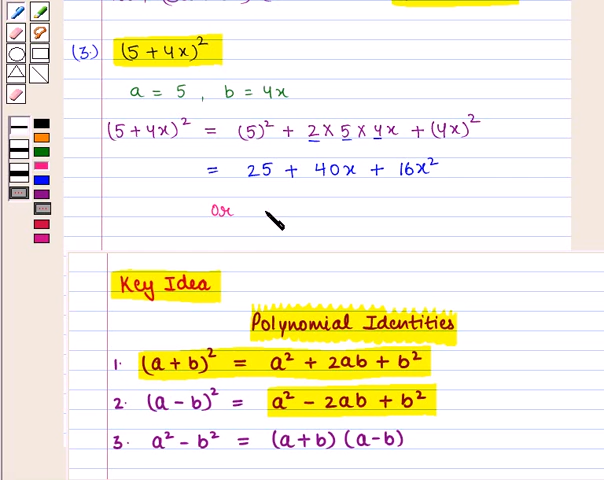 (3.) (5 + 4x)²
a = 5 , b = 4x
(5 + 4x)² = (5)² + 2 × 5 × 4x + (4x)²
= 25 + 40x + 16x²
or
Key Idea
Polynomial Identities
1. (a + b)² = a² + 2ab + b²
2. (a - b)² = a² - 2ab + b²
3. a² - b² = (a + b) (a - b)